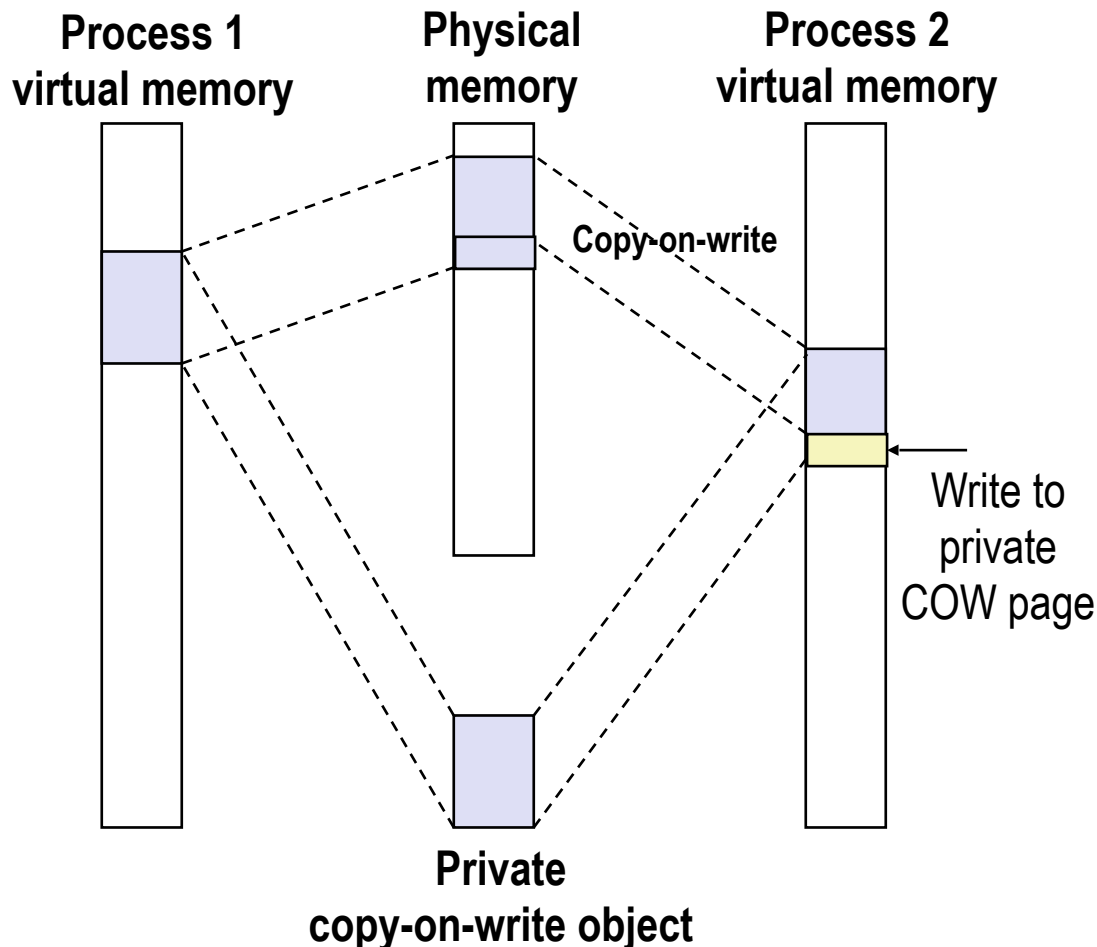 Process 1
virtual memory
Physical
memory
Process 2
virtual memory
Copy-on-write
Write to
private
COW page
Private
copy-on-write object